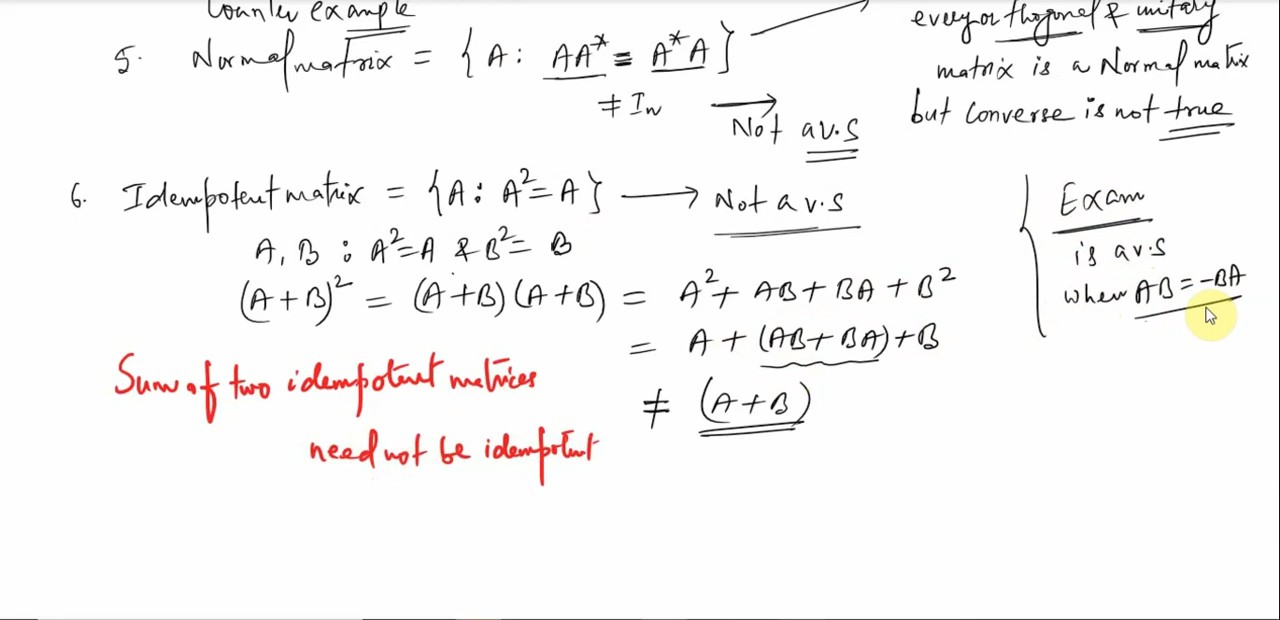 Counter example
5. Normal matrix = { A : AA* = A*A }
≠ In
Not a v.s
every orthogonal & unitary
matrix is a Normal matrix
but converse is not true
6. Idempotent matrix = { A : A² = A } → Not a v.s
A, B : A² = A & B² = B
(A+B)² = (A+B)(A+B) = A² + AB + BA + B²
= A + (AB + BA) + B
≠ (A+B)
Sum of two idempotent matrices
need not be idempotent
Exam
is a v.s
when AB = -BA